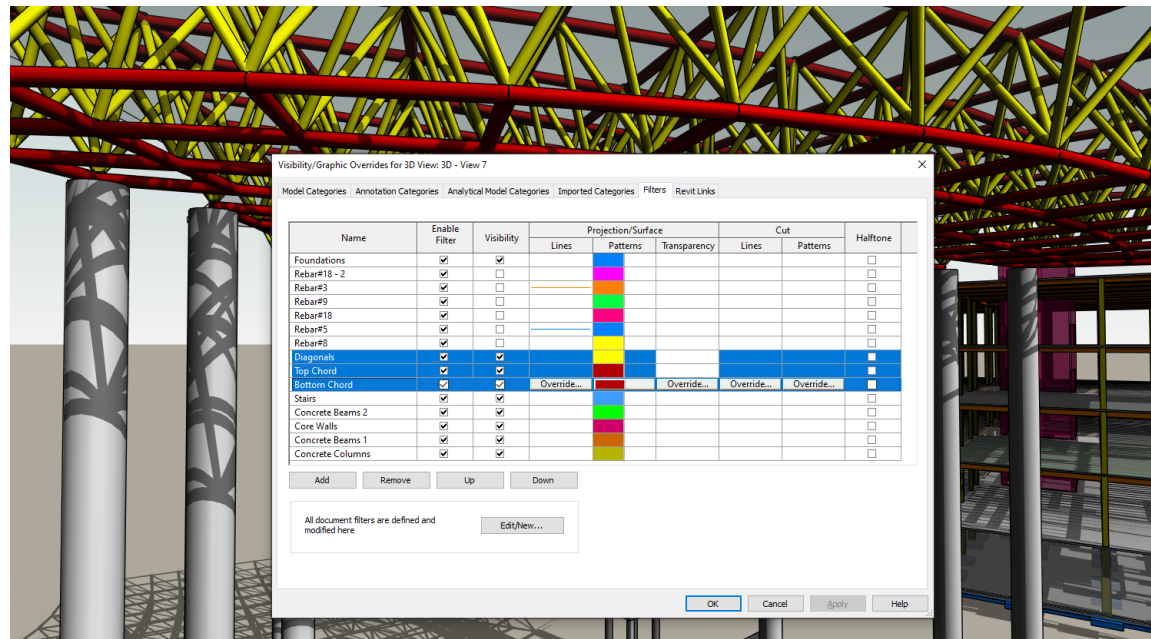 Visibility/Graphic Overrides for 3D View: 3D - View 7
Model Categories Annotation Categories Analytical Model Categories Imported Categories Filters Revit Links
Name Enable Filter Visibility Projection/Surface Cut Halftone
Lines Patterns Transparency Lines Patterns
Foundations
Rebar#18 - 2
Rebar#3
Rebar#9
Rebar#18
Rebar#5
Rebar#8
Diagonals
Top Chord
Bottom Chord Override... Override... Override... Override...
Stairs
Concrete Beams 2
Core Walls
Concrete Beams 1
Concrete Columns
Add Remove Up Down
All document filters are defined and
modified here
Edit/New...
OK Cancel Apply Help